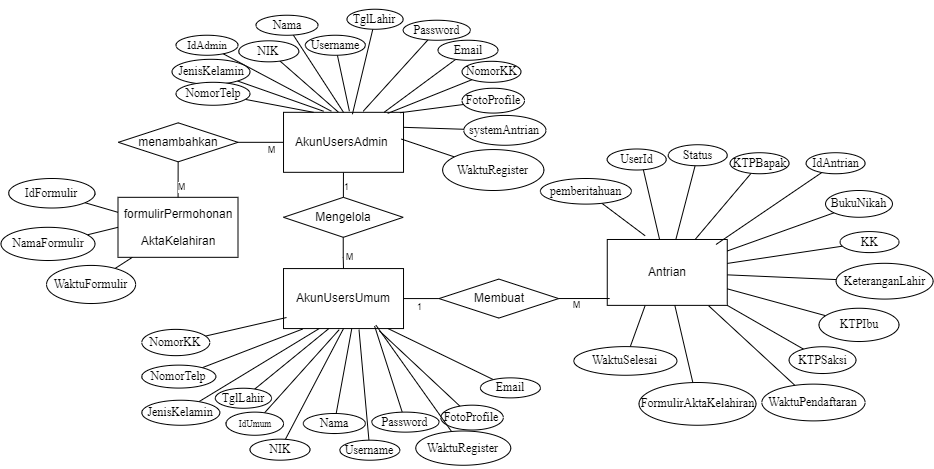 TglLahir
Nama
Password
IdAdmin
NIK
Username
Email
JenisKelamin
NomorKK
NomorTelp
FotoProfile
systemAntrian
AkunUsersAdmin
menambahkan
M
WaktuRegister
M
1
IdFormulir
formulirPermohonan
AktaKelahiran
NamaFormulir
WaktuFormulir
Mengelola
M
UserId
Status
KTPBapak
IdAntrian
pemberitahuan
BukuNikah
KK
Antrian
KeteranganLahir
AkunUsersUmum
1
Membuat
M
KTPIbu
NomorKK
WaktuSelesai
KTPSaksi
NomorTelp
Email
TglLahir
FormulirAktaKelahiran
WaktuPendaftaran
JenisKelamin
IdUmum
Nama
Password
FotoProfile
NIK
Username
WaktuRegister